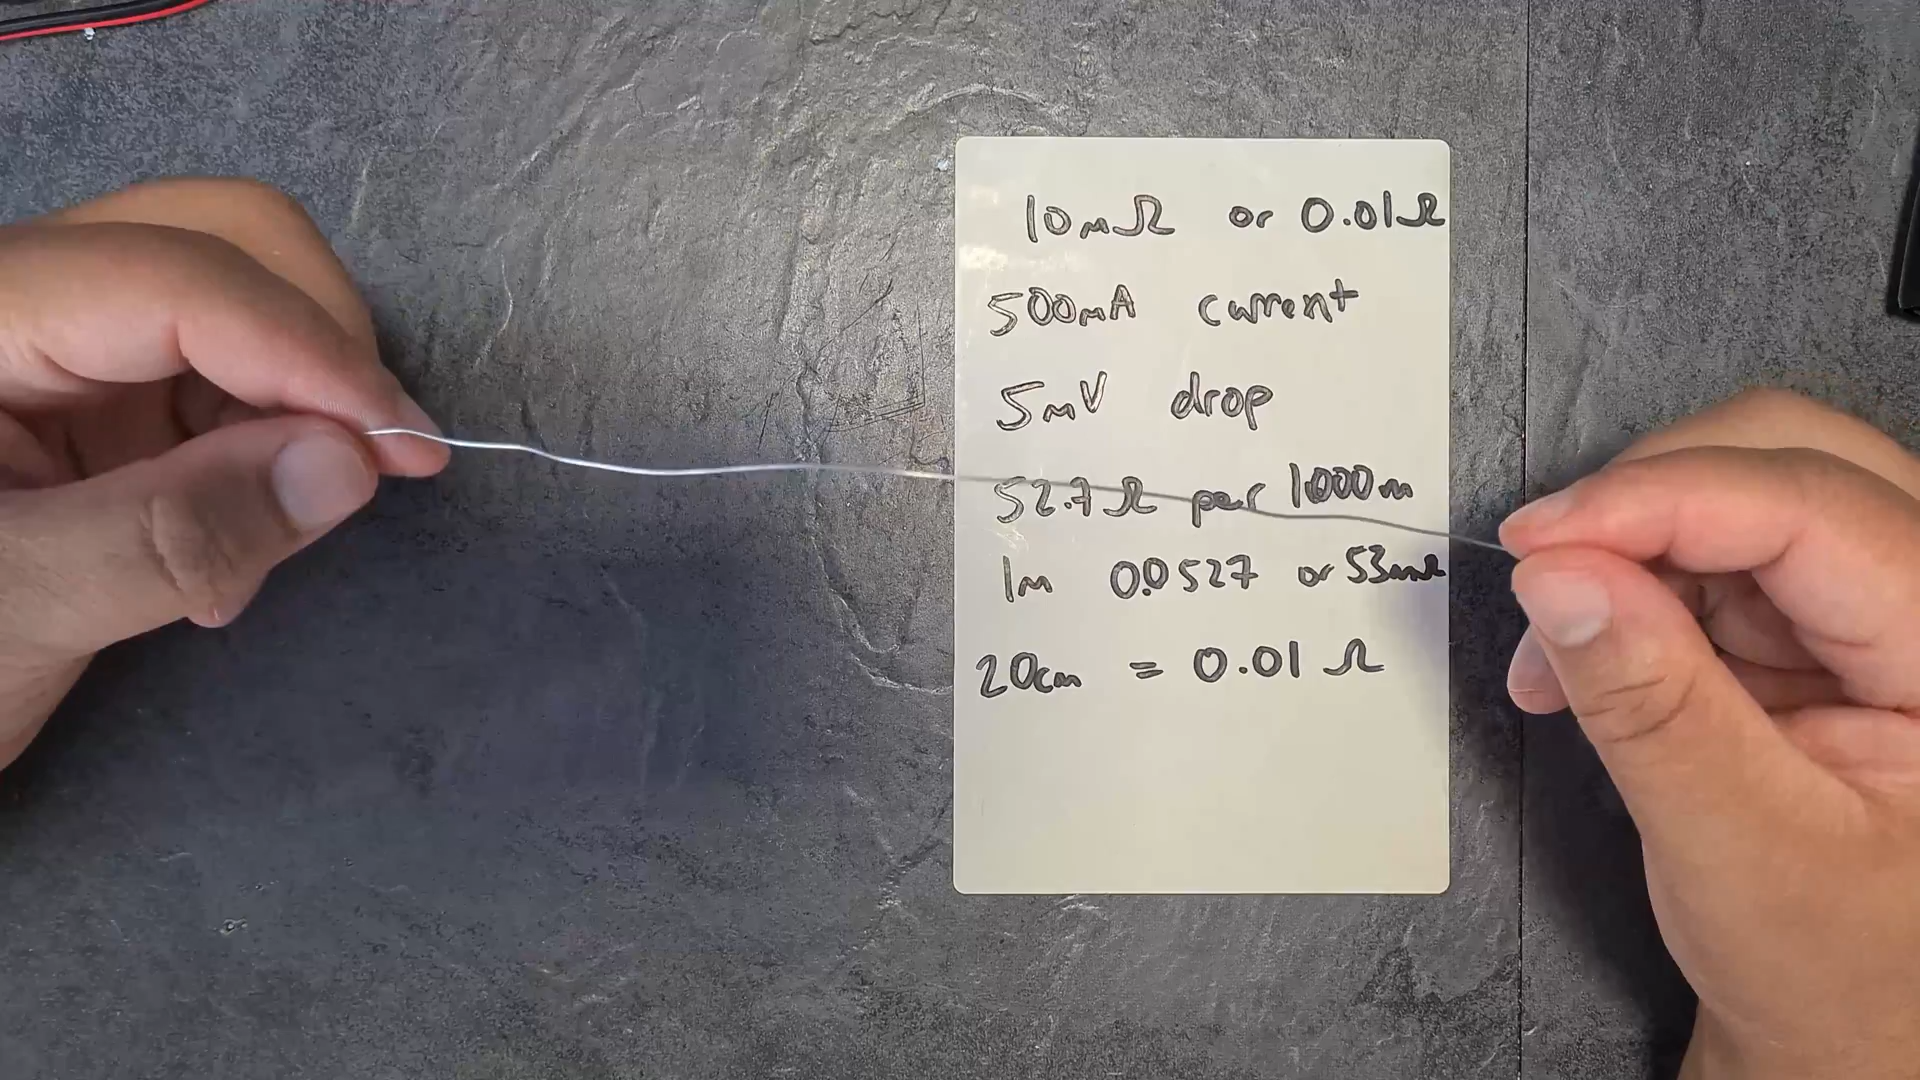 10mΩ or 0.01Ω
500mA current
5mV drop
52.7Ω per 1000m
1m 0.0527 or 53mΩ
20cm = 0.01Ω